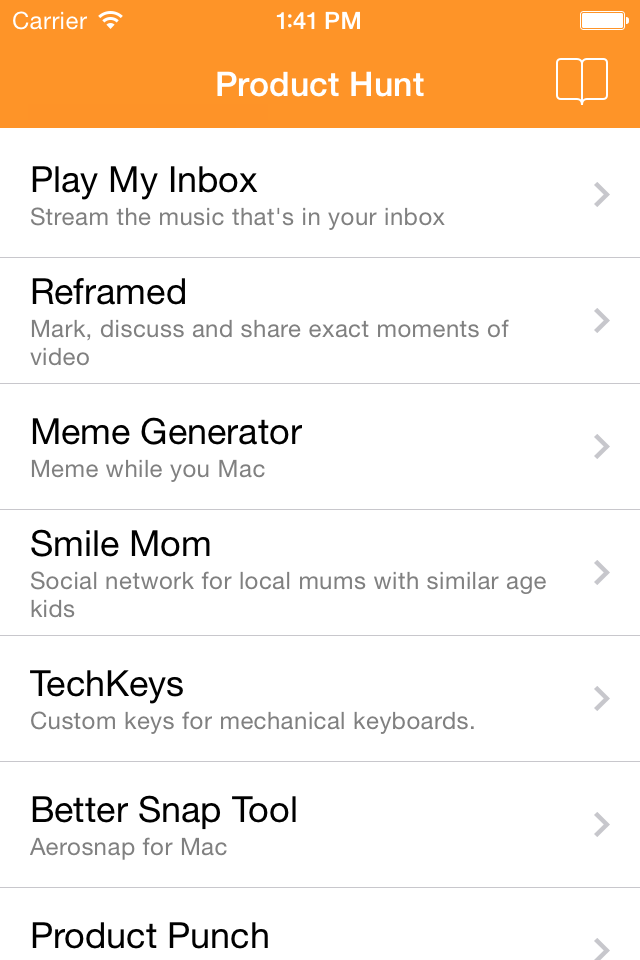 Carrier 1:41 PM
Product Hunt
Play My Inbox
Stream the music that's in your inbox
Reframed
Mark, discuss and share exact moments of
video
Meme Generator
Meme while you Mac
Smile Mom
Social network for local mums with similar age
kids
TechKeys
Custom keys for mechanical keyboards.
Better Snap Tool
Aerosnap for Mac
Product Punch